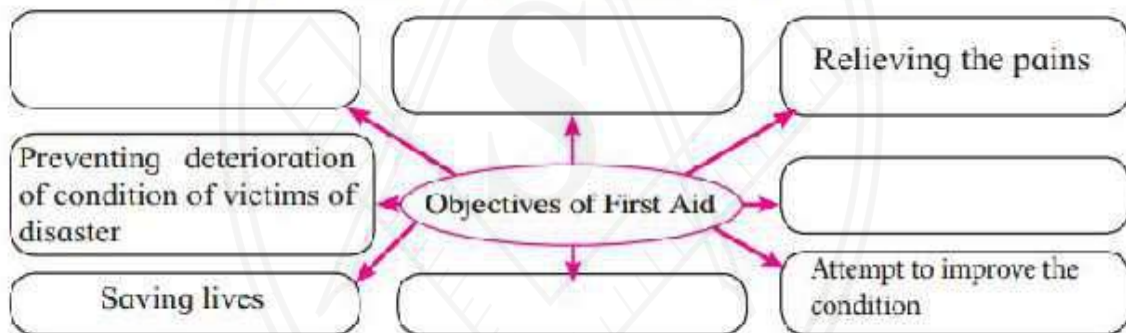 Relieving the pains
Preventing deterioration
of condition of victims of
disaster
Objectives of First Aid
Saving lives
Attempt to improve the
condition